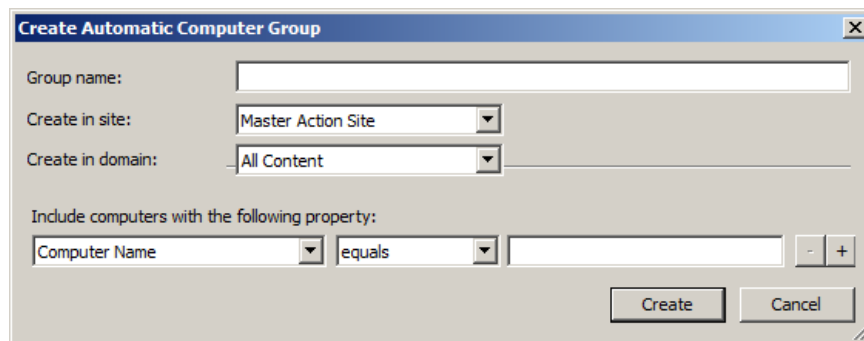 Create Automatic Computer Group
Group name:
Create in site: Master Action Site
Create in domain: All Content
Include computers with the following property:
Computer Name equals - +
Create Cancel